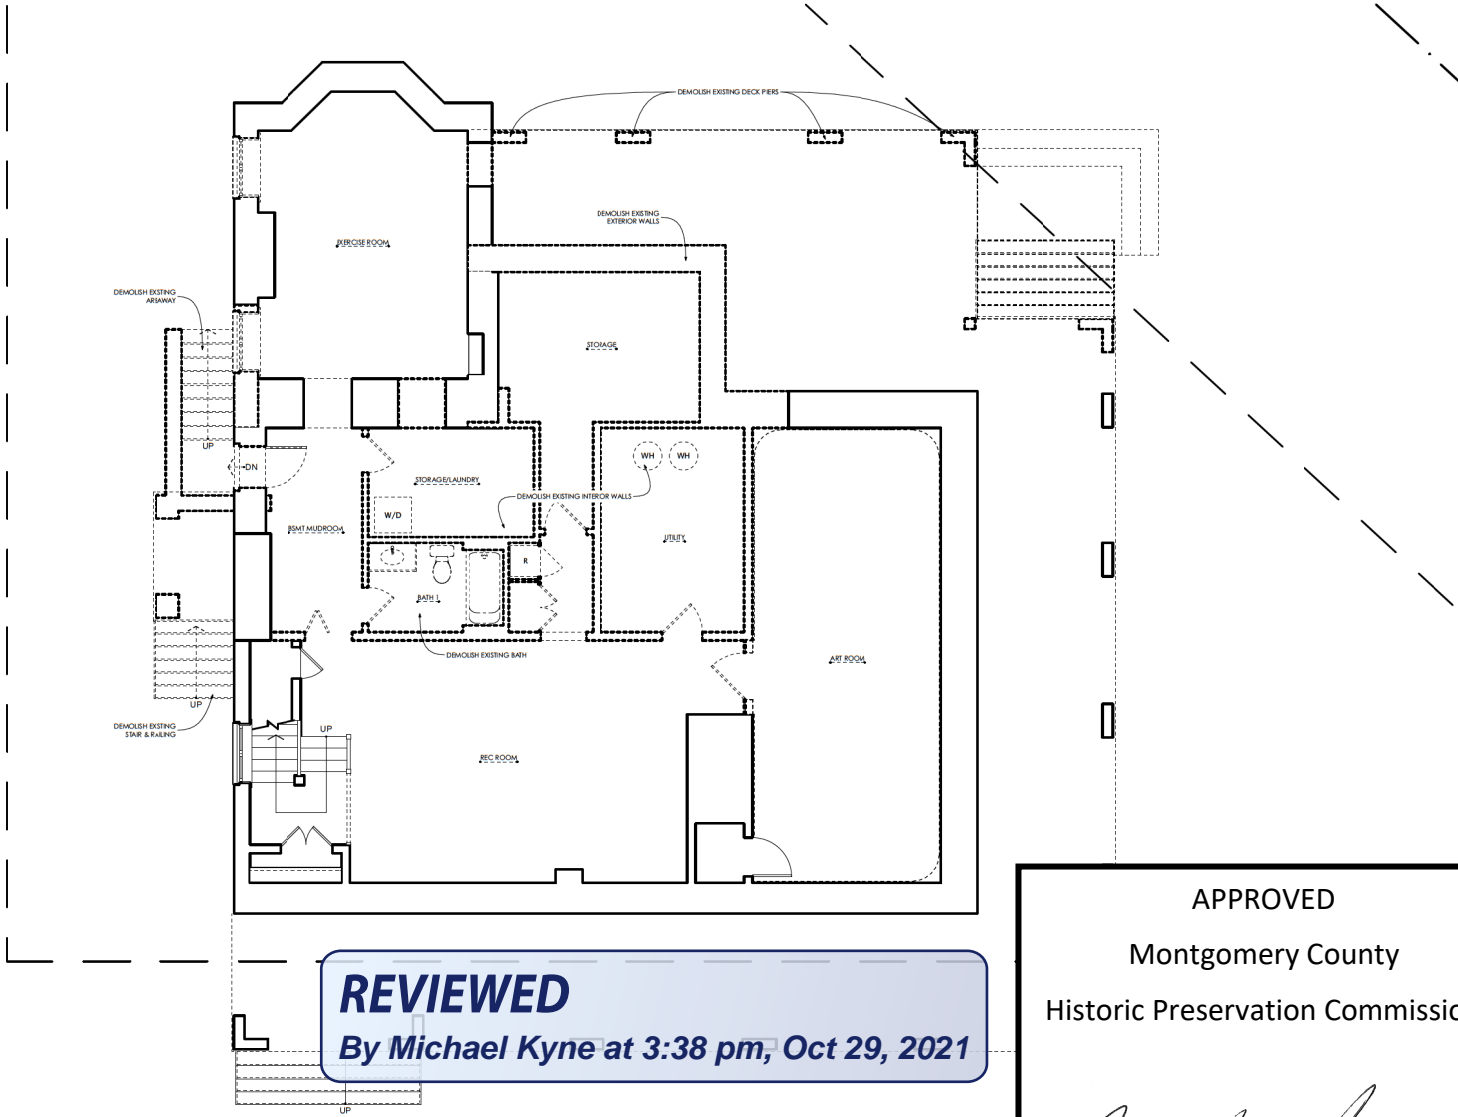 DEMOLISH EXISTING DECK PIERS
DEMOLISH EXISTING
EXTERIOR WALLS
EXERCISE ROOM
DEMOLISH EXISTING
AREAWAY
STORAGE
UP
DN
WH
WH
STORAGE/LAUNDRY
DEMOLISH EXISTING INTERIOR WALLS
W/D
BSMT MUDROOM
UTILITY
R
BATH 1
DEMOLISH EXISTING BATH
ART ROOM
UP
DEMOLISH EXISTING
STAIR & RAILING
UP
REC ROOM
APPROVED
Montgomery County
Historic Preservation Commissio
REVIEWED
By Michael Kyne at 3:38 pm, Oct 29, 2021
UP